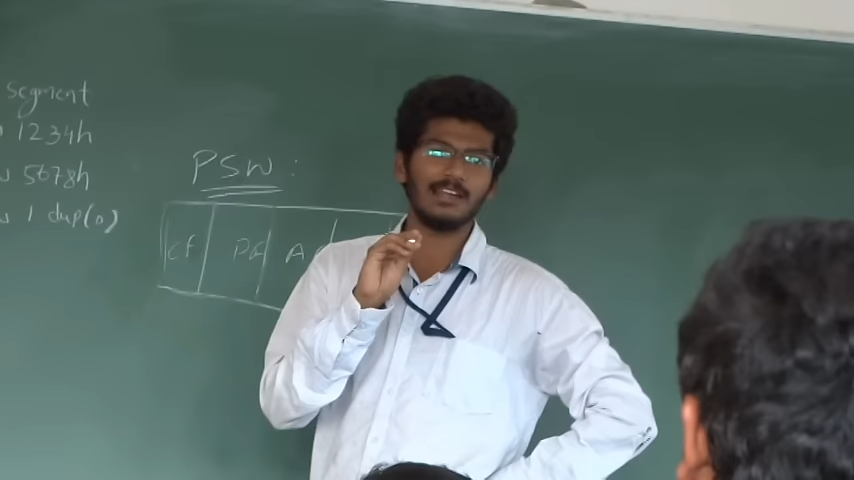 segment
1234h
5678h
1 dup(0)
PSW :
CF PF A